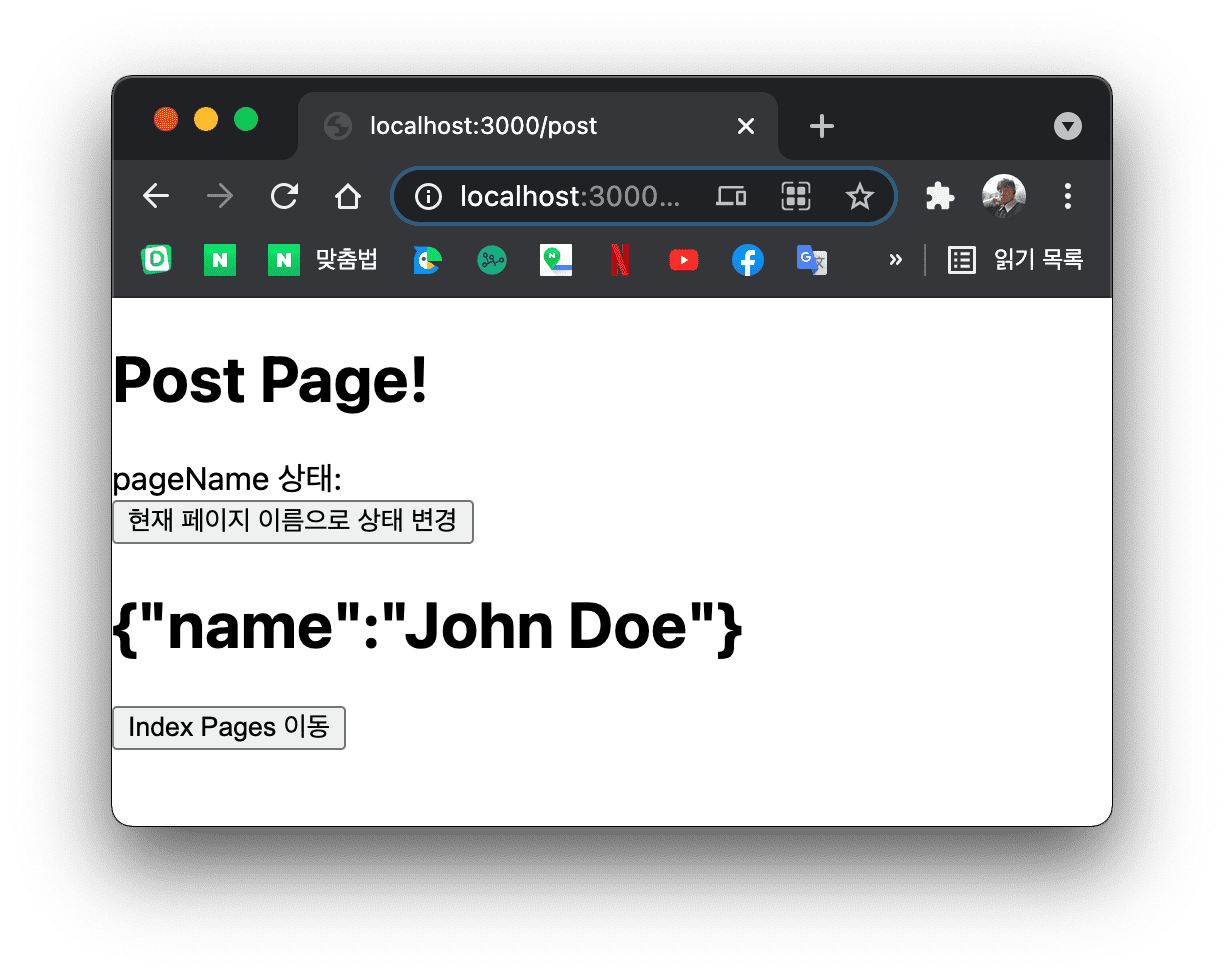 localhost:3000/post
localhost:3000...
N N 맞춤법 읽기 목록
Post Page!
pageName 상태:
현재 페이지 이름으로 상태 변경
{"name":"John Doe"}
Index Pages 이동